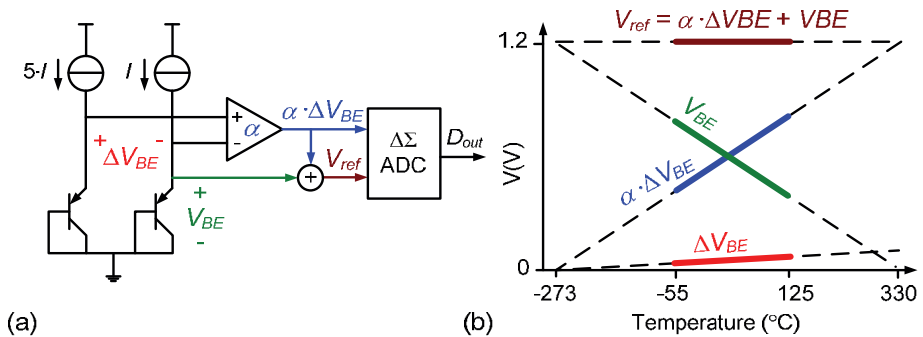 5·I
I
+ ΔV_BE -
+
-
α
α·ΔV_BE
+
V_ref
ΔΣ
ADC
D_out
+
V_BE
-
(a)
V_ref = α·ΔVBE + VBE
1.2
V(V)
V_BE
α·ΔV_BE
ΔV_BE
0
-273
-55
125
330
Temperature (°C)
(b)